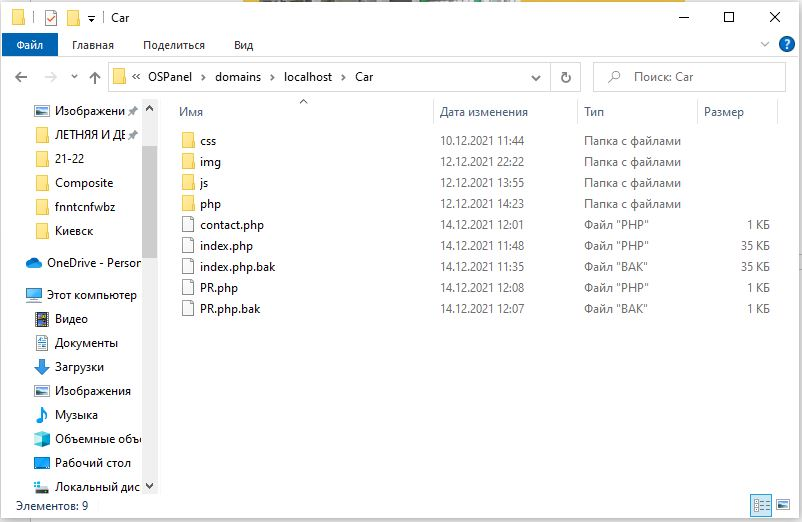 Car
Файл Главная Поделиться Вид
« OSPanel > domains > localhost > Car Поиск: Car
Имя Дата изменения Тип Размер
Изображени
ЛЕТНЯЯ И ДЕ
21-22
Composite
fnntcnfwbz
Киевск
OneDrive - Person
Этот компьютер
Видео
Документы
Загрузки
Изображения
Музыка
Объемные объ
Рабочий стол
Локальный дис
css 10.12.2021 11:44 Папка с файлами
img 12.12.2021 22:22 Папка с файлами
js 12.12.2021 13:55 Папка с файлами
php 12.12.2021 14:23 Папка с файлами
contact.php 14.12.2021 12:01 Файл "PHP" 1 КБ
index.php 14.12.2021 11:48 Файл "PHP" 35 КБ
index.php.bak 14.12.2021 11:35 Файл "BAK" 35 КБ
PR.php 14.12.2021 12:08 Файл "PHP" 1 КБ
PR.php.bak 14.12.2021 12:07 Файл "BAK" 1 КБ
Элементов: 9